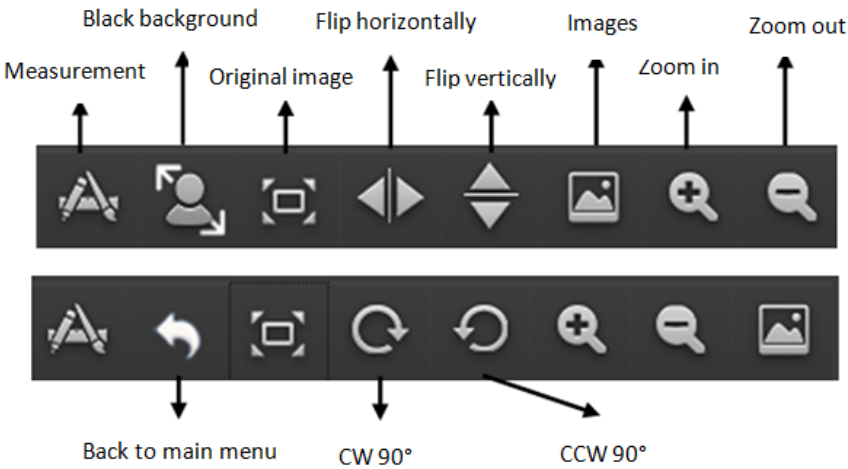 Black background
Flip horizontally
Images
Zoom out
Measurement
Original image
Flip vertically
Zoom in
Back to main menu
CW 90°
CCW 90°